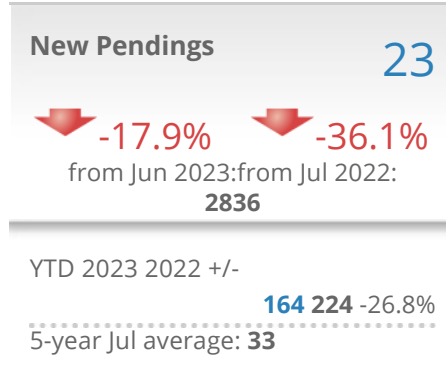 New Pendings
23
-17.9% -36.1%
from Jun 2023:from Jul 2022:
2836
YTD 2023 2022 +/-
164 224 -26.8%
5-year Jul average: 33